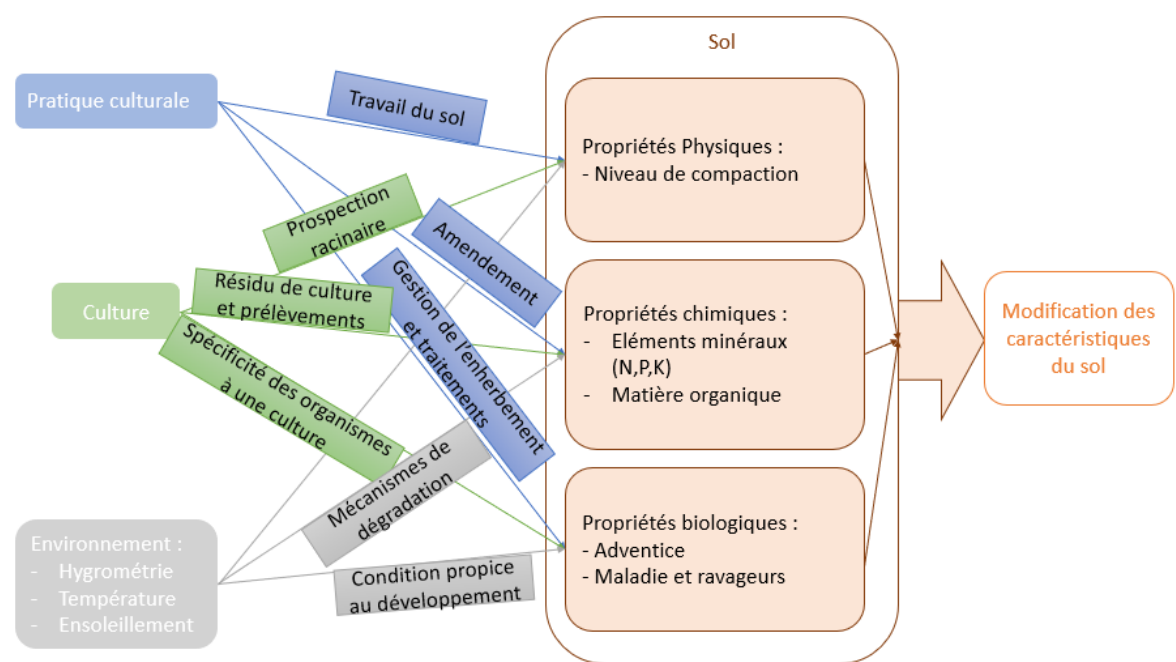 Sol
Pratique culturale
Travail du sol
Propriétés Physiques :
- Niveau de compaction
Prospection
racinaire
Amendement
Gestion de l'enherbement
et traitements
Culture
Résidu de culture
et prélèvements
Spécificité des organismes
à une culture
Propriétés chimiques :
- Eléments minéraux
(N,P,K)
- Matière organique
Modification des
caractéristiques
du sol
Mécanismes de
dégradation
Environnement :
- Hygrométrie
- Température
- Ensoleillement
Condition propice
au développement
Propriétés biologiques :
- Adventice
- Maladie et ravageurs